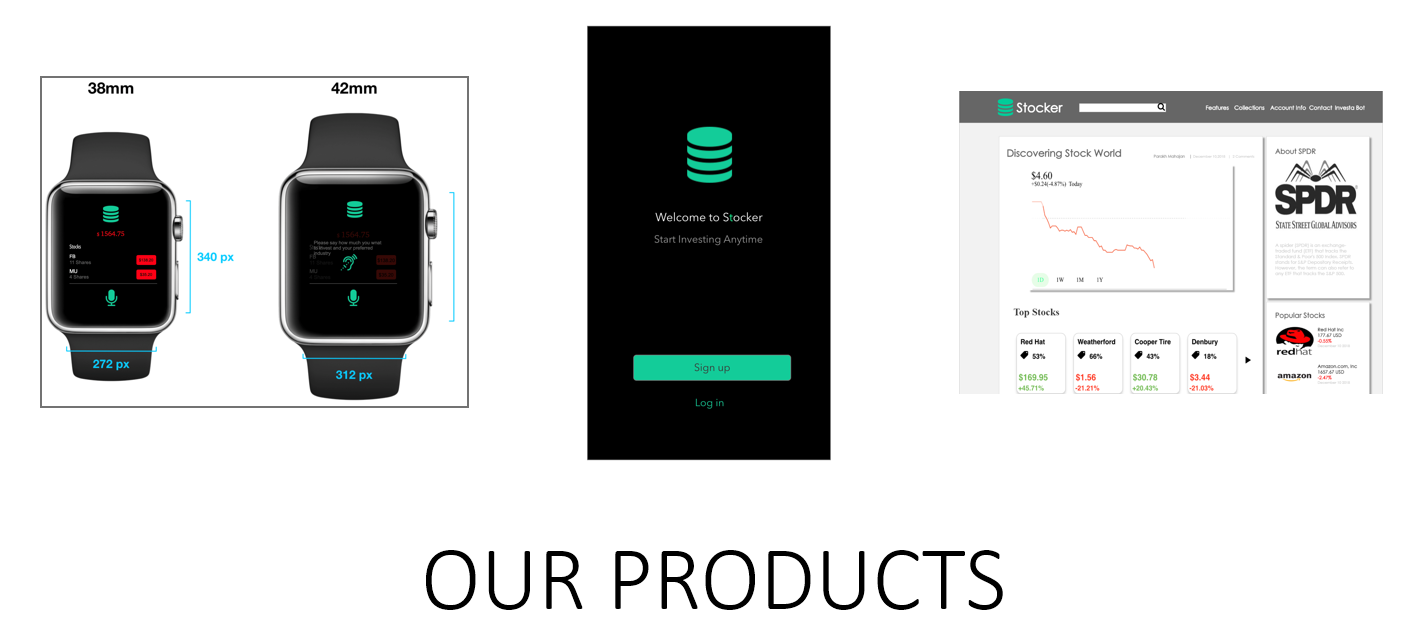 38mm
42mm
$1564.75
Stocks
FB
11 Shares
MU
4 Shares
340 px
272 px
$1564.75
Please say how much you want
to invest and your preferred
industry
312 px
Welcome to Stocker
Start Investing Anytime
Sign up
Log in
Stocker
Features Collections Account Info Contact Investa Bot
Discovering Stock World
$4.60
+$0.24(-4.87%) Today
1D 1W 1M 1Y
Top Stocks
Red Hat
53%
$169.95
+45.71%
Weatherford
66%
$1.56
-21.21%
Cooper Tire
43%
$30.78
+20.43%
Denbury
18%
$3.44
-21.03%
About SPDR
SPDR
STATE STREET GLOBAL ADVISORS
Popular Stocks
redhat
Red Hat Inc
177.67 USD
-0.35%
amazon
Amazon.com, Inc
1657.67 USD
-2.47%
OUR PRODUCTS